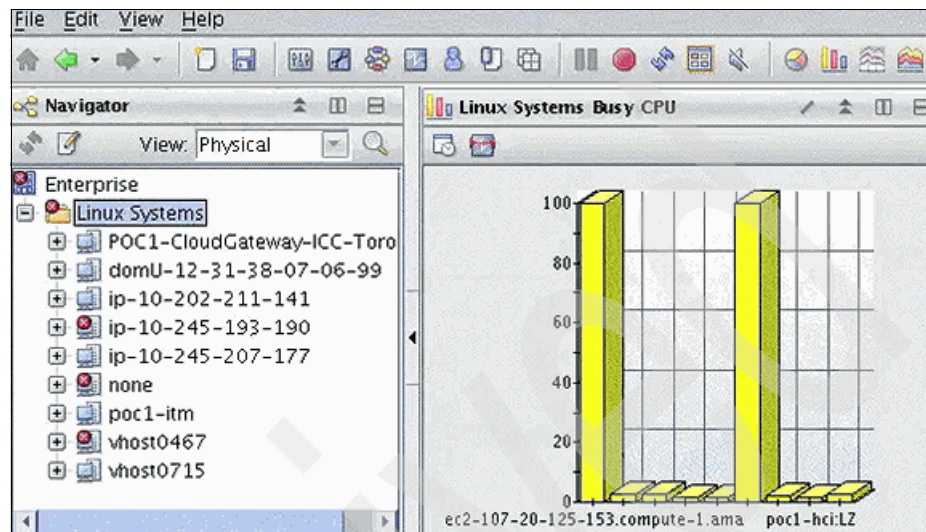 File Edit View Help
Navigator
View: Physical
Enterprise
Linux Systems
POC1-CloudGateway-ICC-Toro
domU-12-31-38-07-06-99
ip-10-202-211-141
ip-10-245-193-190
ip-10-245-207-177
none
poc1-itm
vhost0467
vhost0715
Linux Systems Busy CPU
100
80
60
40
20
0
ec2-107-20-125-153.compute-1.ama poc1-hci:LZ